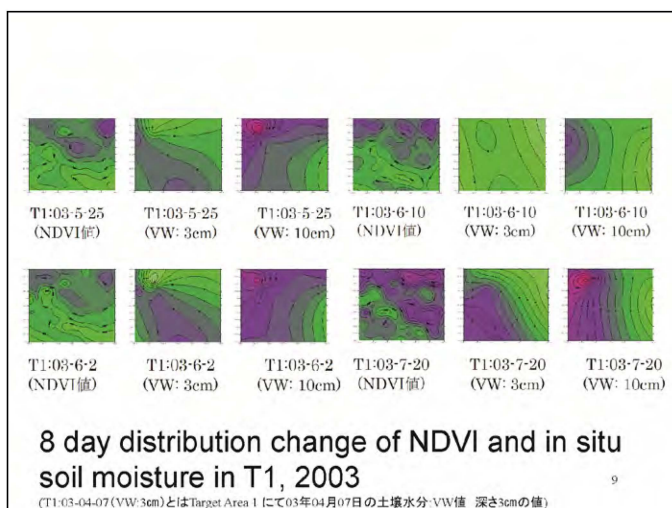 T1:03-5-25 T1:03-5-25 T1:03-5-25 T1:03-6-10 T1:03-6-10 T1:03-6-10
(NDVI値) (VW: 3cm) (VW: 10cm) (NDVI値) (VW: 3cm) (VW: 10cm)
T1:03-6-2 T1:03-6-2 T1:03-6-2 T1:03-7-20 T1:03-7-20 T1:03-7-20
(NDVI値) (VW: 3cm) (VW: 10cm) (NDVI値) (VW: 3cm) (VW: 10cm)
8 day distribution change of NDVI and in situ
soil moisture in T1, 2003
9
(T1:03-04-07(VW:3cm)とはTarget Area 1 にて03年04月07日の土壌水分:VW値 深さ3cmの値)